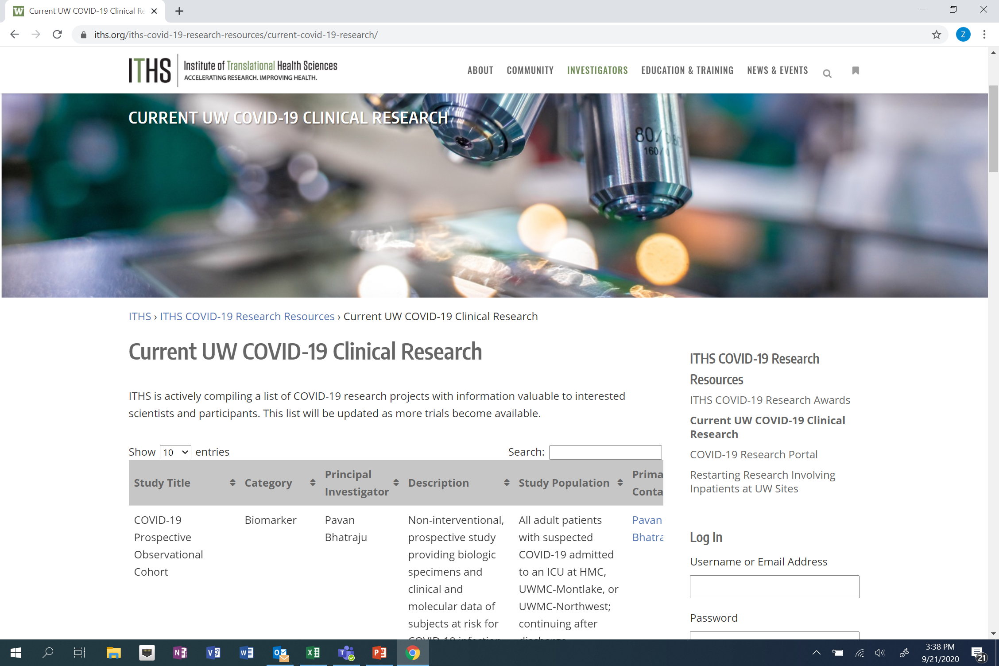 Current UW COVID-19 Clinical Re
iths.org/iths-covid-19-research-resources/current-covid-19-research/
Z
ITHS
Institute of Translational Health Sciences
ACCELERATING RESEARCH. IMPROVING HEALTH.
ABOUT COMMUNITY INVESTIGATORS EDUCATION & TRAINING NEWS & EVENTS
CURRENT UW COVID-19 CLINICAL RESEARCH
80/
160/
ITHS › ITHS COVID-19 Research Resources › Current UW COVID-19 Clinical Research
Current UW COVID-19 Clinical Research
ITHS is actively compiling a list of COVID-19 research projects with information valuable to interested
scientists and participants. This list will be updated as more trials become available.
Show 10 entries
Search:
Study Title
Category
Principal
Investigator
Description
Study Population
Prima
Conta
COVID-19
Prospective
Observational
Cohort
Biomarker
Pavan
Bhatraju
Non-interventional,
prospective study
providing biologic
specimens and
clinical and
molecular data of
subjects at risk for
COVID-19 infection
All adult patients
with suspected
COVID-19 admitted
to an ICU at HMC,
UWMC-Montlake, or
UWMC-Northwest;
continuing after
discharge
Pavan
Bhatra
ITHS COVID-19 Research
Resources
ITHS COVID-19 Research Awards
Current UW COVID-19 Clinical
Research
COVID-19 Research Portal
Restarting Research Involving
Inpatients at UW Sites
Log In
Username or Email Address
Password
3:38 PM
9/21/2020
21